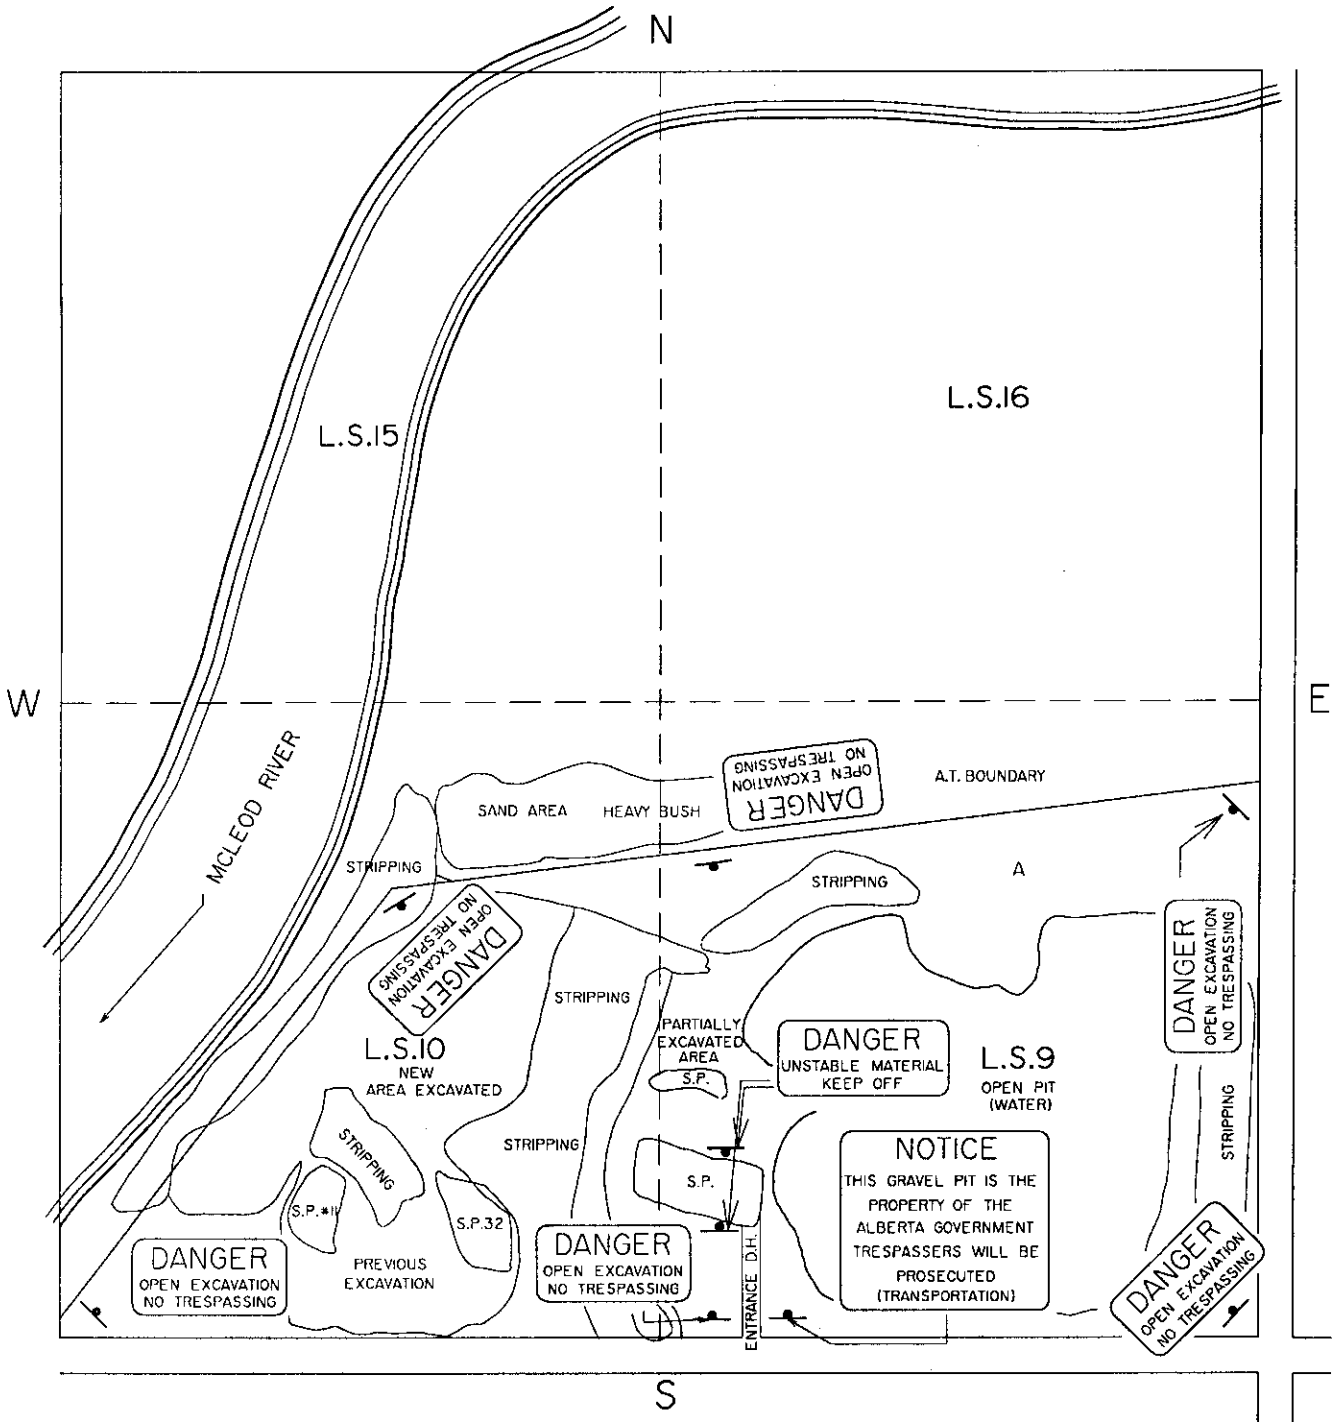 N
L.S.15
L.S.16
W
E
MCLEOD RIVER
DANGER
OPEN EXCAVATION
NO TRESPASSING
A.T. BOUNDARY
SAND AREA
HEAVY BUSH
STRIPPING
STRIPPING
A
DANGER
OPEN EXCAVATION
NO TRESPASSING
DANGER
OPEN EXCAVATION
NO TRESPASSING
STRIPPING
L.S.10
NEW
AREA EXCAVATED
PARTIALLY
EXCAVATED
AREA
S.P.
DANGER
UNSTABLE MATERIAL
KEEP OFF
L.S.9
OPEN PIT
(WATER)
STRIPPING
STRIPPING
STRIPPING
S.P.
NOTICE
THIS GRAVEL PIT IS THE
PROPERTY OF THE
ALBERTA GOVERNMENT
TRESPASSERS WILL BE
PROSECUTED
(TRANSPORTATION)
S.P.#11
S.P.32
DANGER
OPEN EXCAVATION
NO TRESPASSING
PREVIOUS
EXCAVATION
DANGER
OPEN EXCAVATION
NO TRESPASSING
ENTRANCE D.H.
DANGER
OPEN EXCAVATION
NO TRESPASSING
S